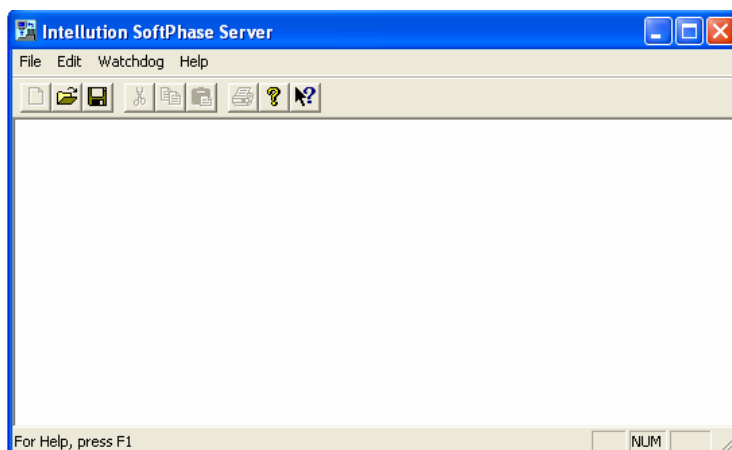 Intellution SoftPhase Server
File Edit Watchdog Help
For Help, press F1 NUM